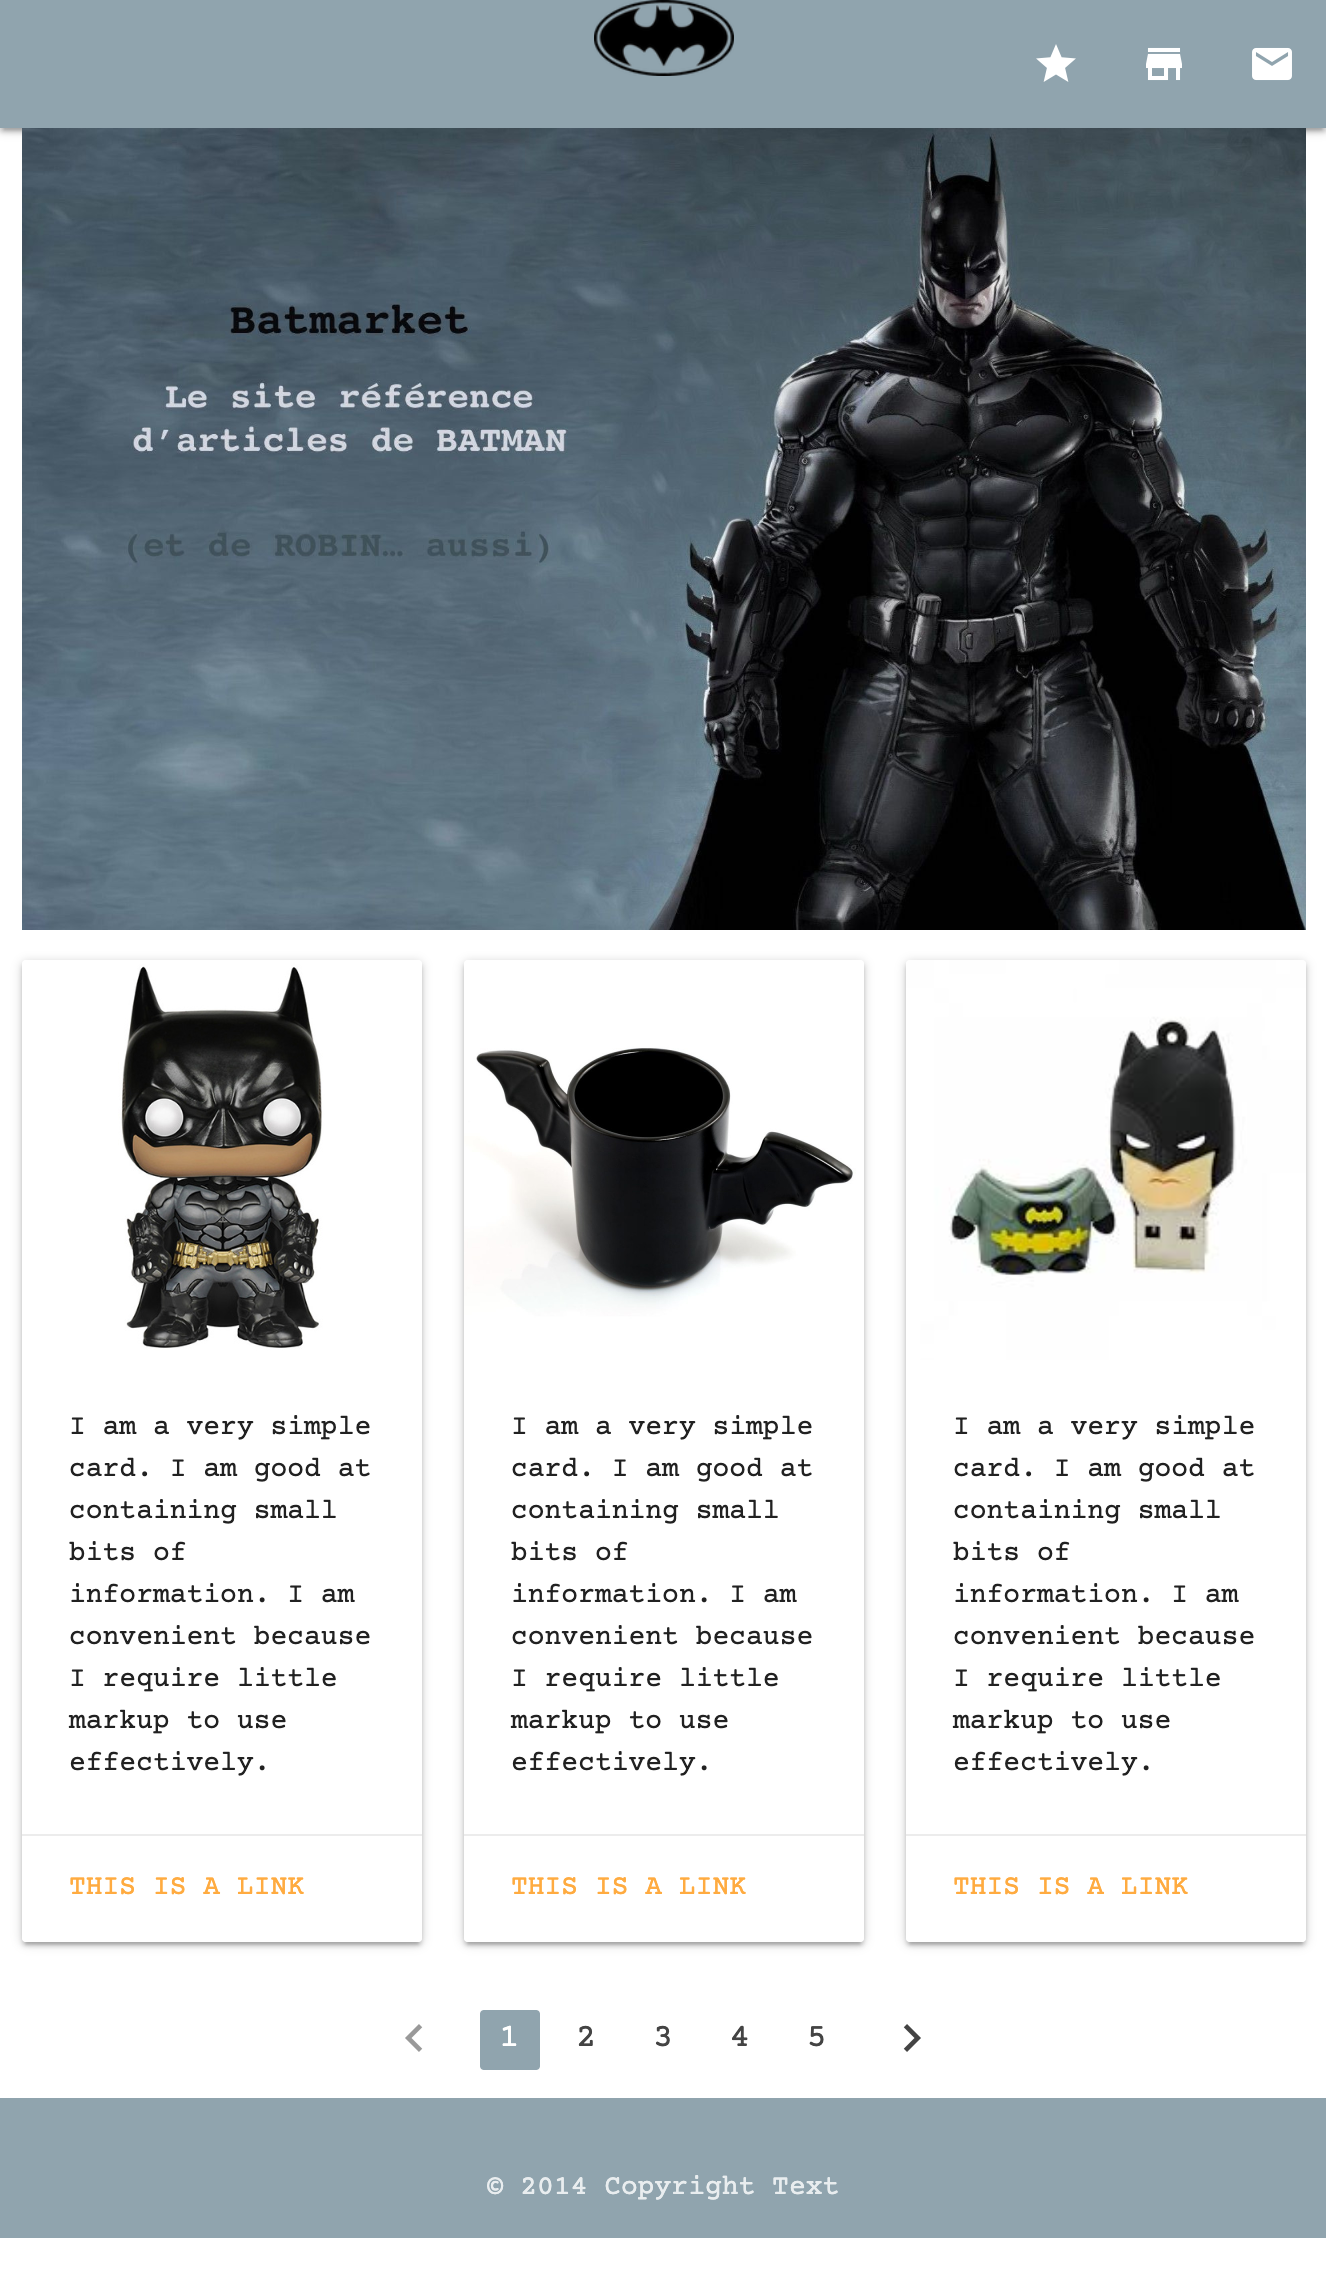 Batmarket
Le site référence
d’articles de BATMAN
(et de ROBIN… aussi)
I am a very simple
card. I am good at
containing small
bits of
information. I am
convenient because
I require little
markup to use
effectively.
THIS IS A LINK
I am a very simple
card. I am good at
containing small
bits of
information. I am
convenient because
I require little
markup to use
effectively.
THIS IS A LINK
I am a very simple
card. I am good at
containing small
bits of
information. I am
convenient because
I require little
markup to use
effectively.
THIS IS A LINK
1 2 3 4 5
© 2014 Copyright Text